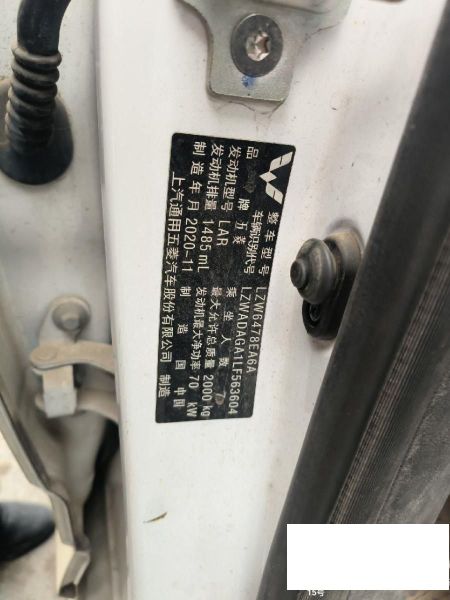 整车型号 LZW6478EA6A
车辆识别代号 LZWADAGA1LF563604
品牌 五菱 乘坐人数 7
发动机型号 LAR 最大允许总质量 2000 kg
发动机排量 1485 mL 发动机最大净功率 70 kW
制造年月 2020-11 制造国 中国
上汽通用五菱汽车股份有限公司 制造
15号